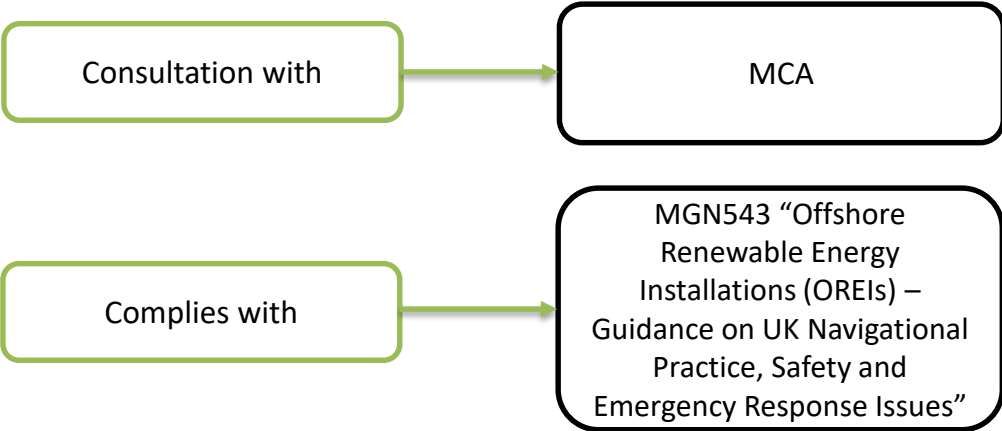 Consultation with
MCA
Complies with
MGN543 “Offshore
Renewable Energy
Installations (OREIs) –
Guidance on UK Navigational
Practice, Safety and
Emergency Response Issues”